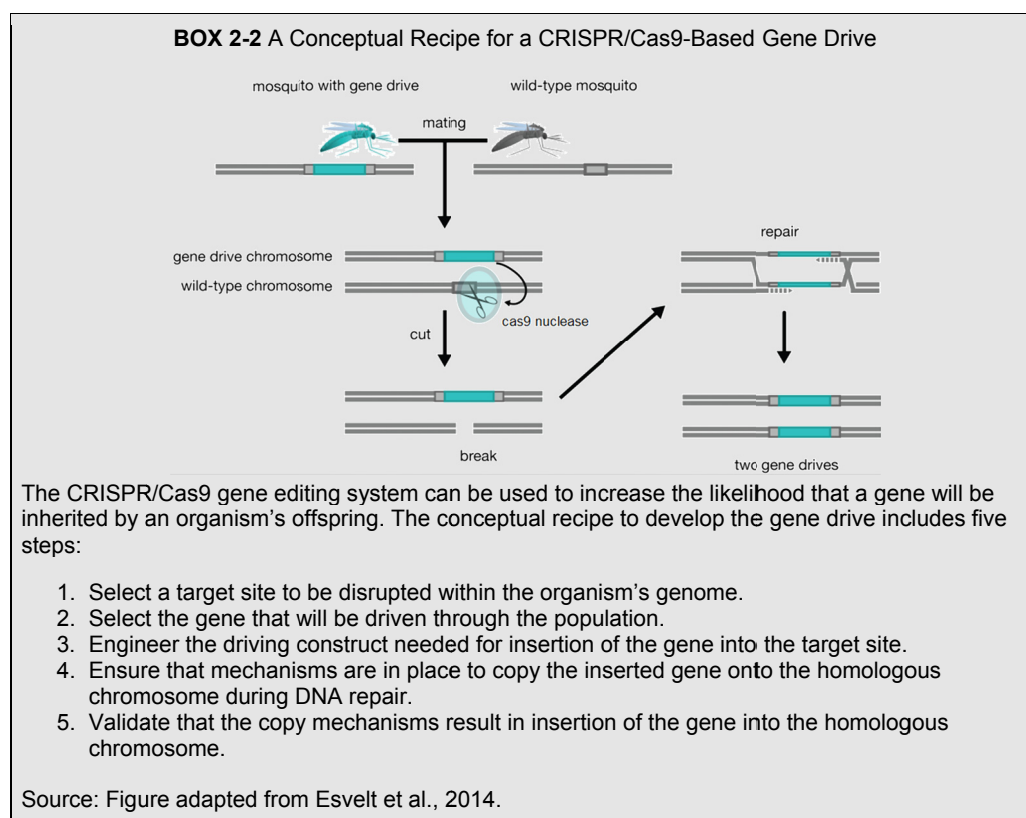 BOX 2-2 A Conceptual Recipe for a CRISPR/Cas9-Based Gene Drive
mosquito with gene drive
wild-type mosquito
mating
gene drive chromosome
wild-type chromosome
cas9 nuclease
cut
break
repair
two gene drives
The CRISPR/Cas9 gene editing system can be used to increase the likelihood that a gene will be
inherited by an organism's offspring. The conceptual recipe to develop the gene drive includes five
steps:
1. Select a target site to be disrupted within the organism's genome.
2. Select the gene that will be driven through the population.
3. Engineer the driving construct needed for insertion of the gene into the target site.
4. Ensure that mechanisms are in place to copy the inserted gene onto the homologous
chromosome during DNA repair.
5. Validate that the copy mechanisms result in insertion of the gene into the homologous
chromosome.
Source: Figure adapted from Esvelt et al., 2014.